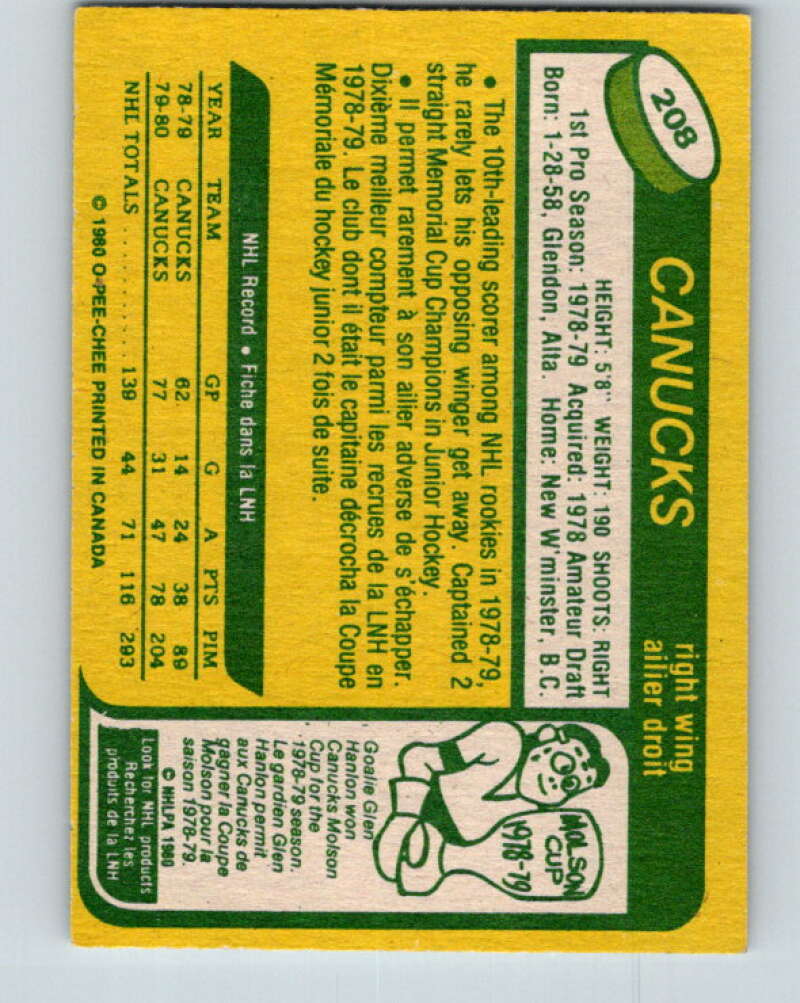 208
CANUCKS
right wing
ailier droit
HEIGHT: 5'8" WEIGHT: 190 SHOOTS: RIGHT
1st Pro Season: 1978-79 Acquired: 1978 Amateur Draft
Born: 1-28-58, Glendon, Alta. Home: New W'minster, B.C.
• The 10th-leading scorer among NHL rookies in 1978-79,
he rarely lets his opposing winger get away. Captained 2
straight Memorial Cup Champions in Junior Hockey.
• Il permet rarement à son ailier adverse de s'échapper.
Dixième meilleur compteur parmi les recrues de la LNH en
1978-79. Le club dont il était le capitaine décrocha la Coupe
Mémoriale du hockey junior 2 fois de suite.
NHL Record • Fiche dans la LNH
YEAR TEAM GP G A PTS PIM
78-79 CANUCKS 62 14 24 38 89
79-80 CANUCKS 77 31 47 78 204
NHL TOTALS .......... 139 44 71 116 293
© 1980 O-PEE-CHEE PRINTED IN CANADA
MOLSON
CUP
1978-79
Goalie Glen
Hanlon won
Canucks Molson
Cup for the
1978-79 season.
Le gardien Glen
Hanlon permit
aux Canucks de
gagner la Coupe
Molson pour la
saison 1978-79.
© NHLPA 1980
Look for NHL products
Recherchez les
produits de la LNH